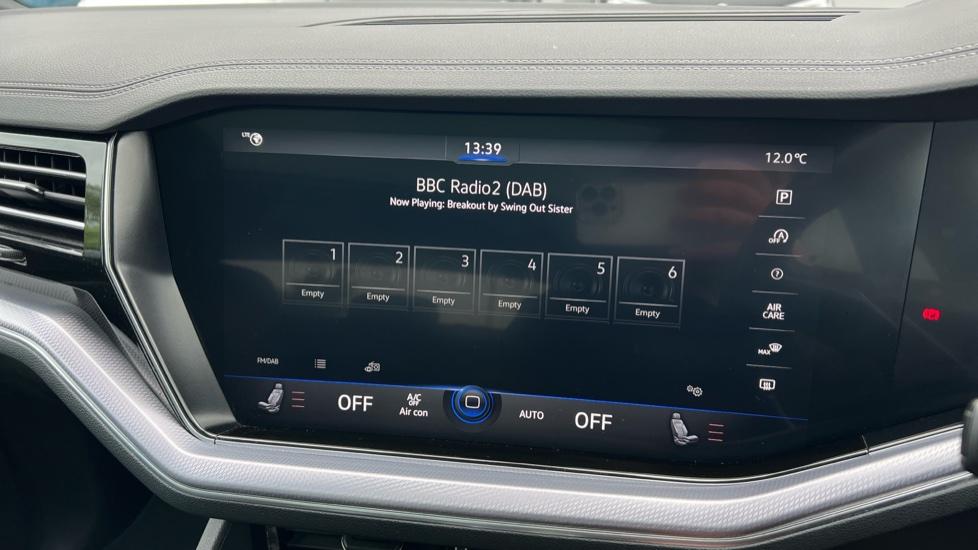 LTE
13:39
12.0°C
BBC Radio2 (DAB)
Now Playing: Breakout by Swing Out Sister
P
A
OFF
?
AIR
CARE
MAX
1 2 3 4 5 6
Empty Empty Empty Empty Empty Empty
FM/DAB
OFF
A/C
OFF
Air con
AUTO
OFF